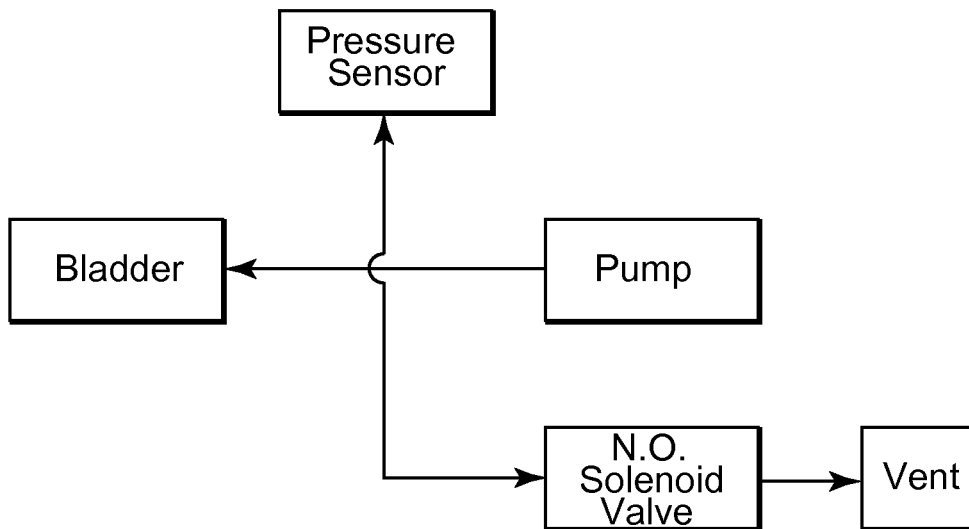 Pressure
Sensor
Bladder
Pump
N.O.
Solenoid
Valve
Vent